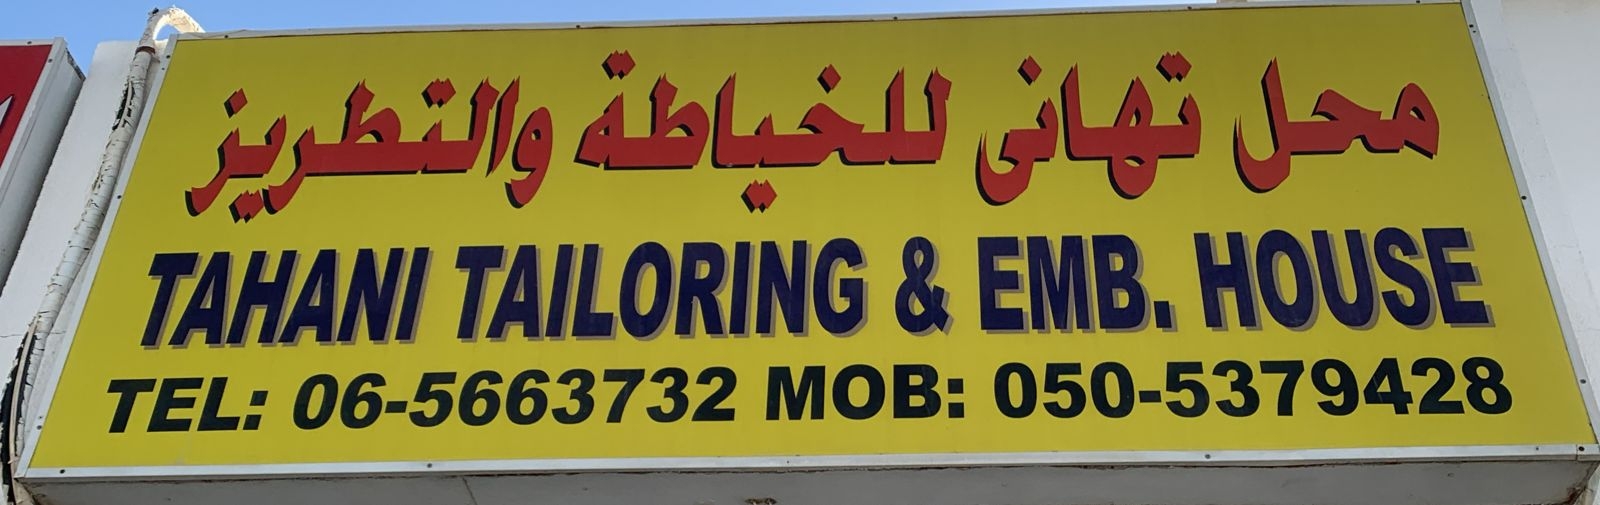 محل تهانى للخياطة والتطريز
TAHANI TAILORING & EMB. HOUSE
TEL: 06-5663732 MOB: 050-5379428